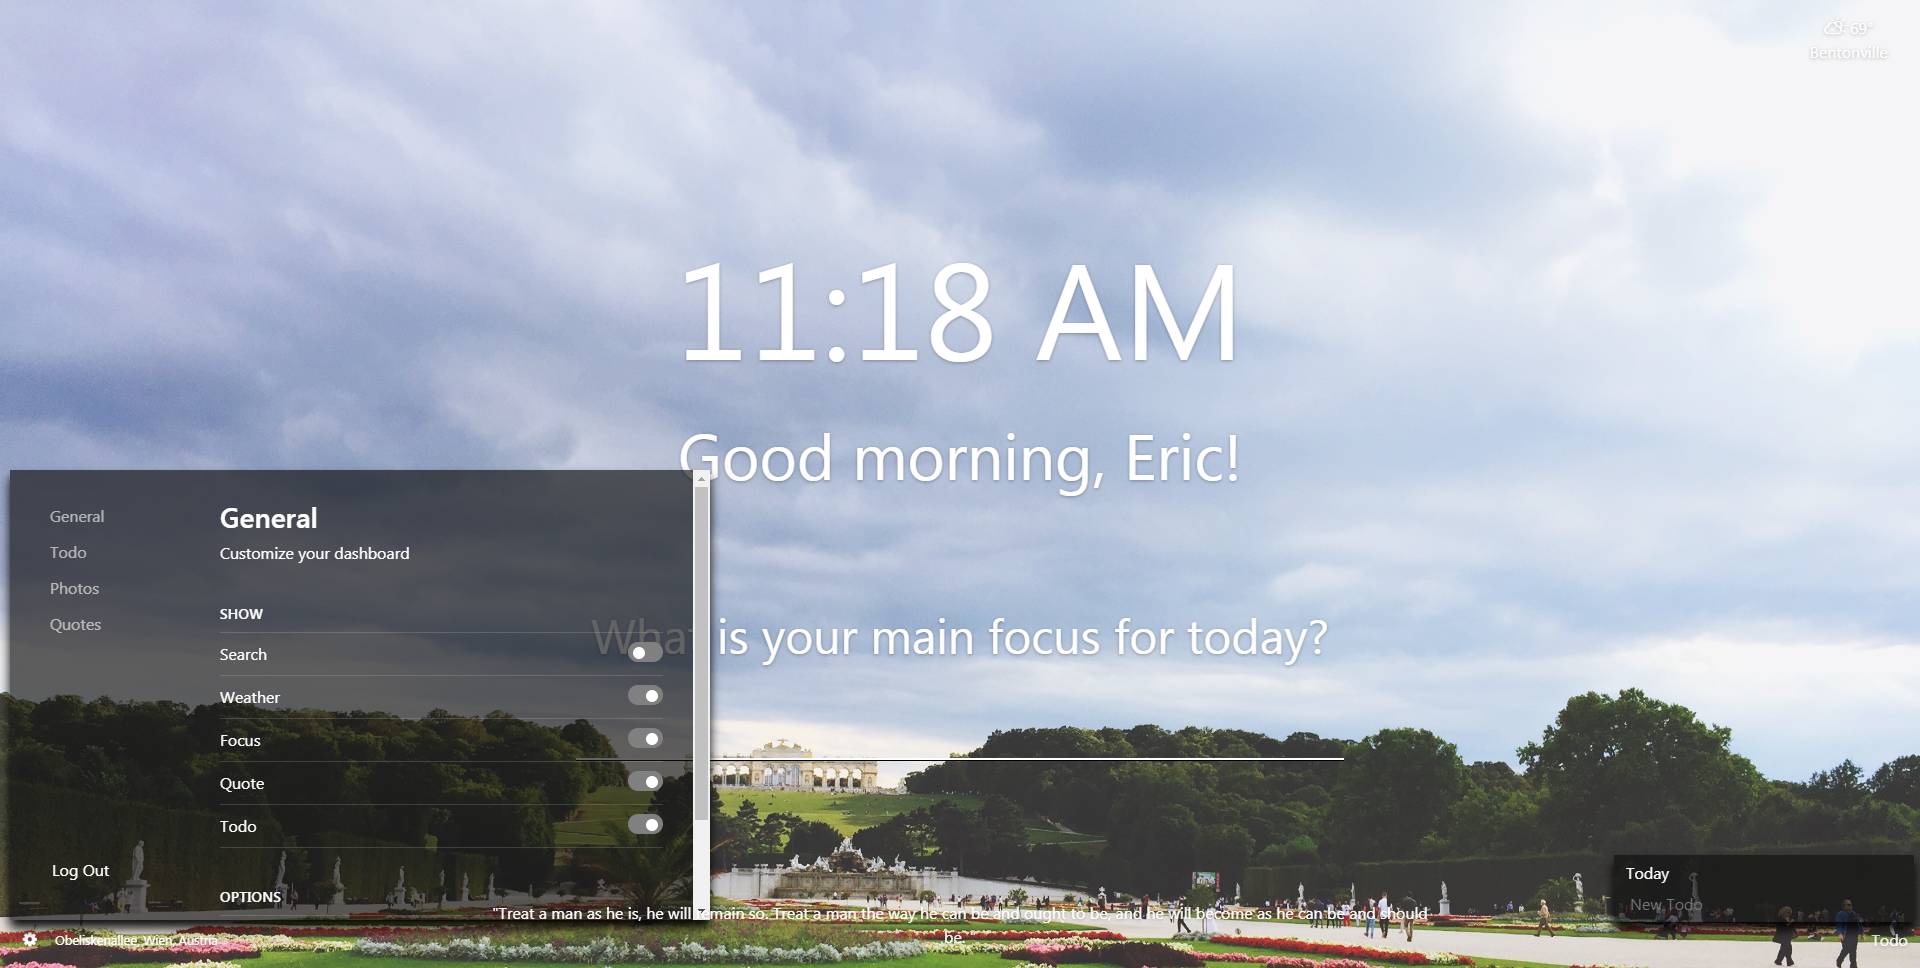 69°
Bentonville
11:18 AM
Good morning, Eric!
What is your main focus for today?
General
Todo
Photos
Quotes
Log Out
General
Customize your dashboard
SHOW
Search
Weather
Focus
Quote
Todo
OPTIONS
"Treat a man as he is, he will remain so. Treat a man the way he can be and ought to be, and he will become as he can be and should
be.
Obeliskenallee, Wien, Austria
Today
New Todo
Todo